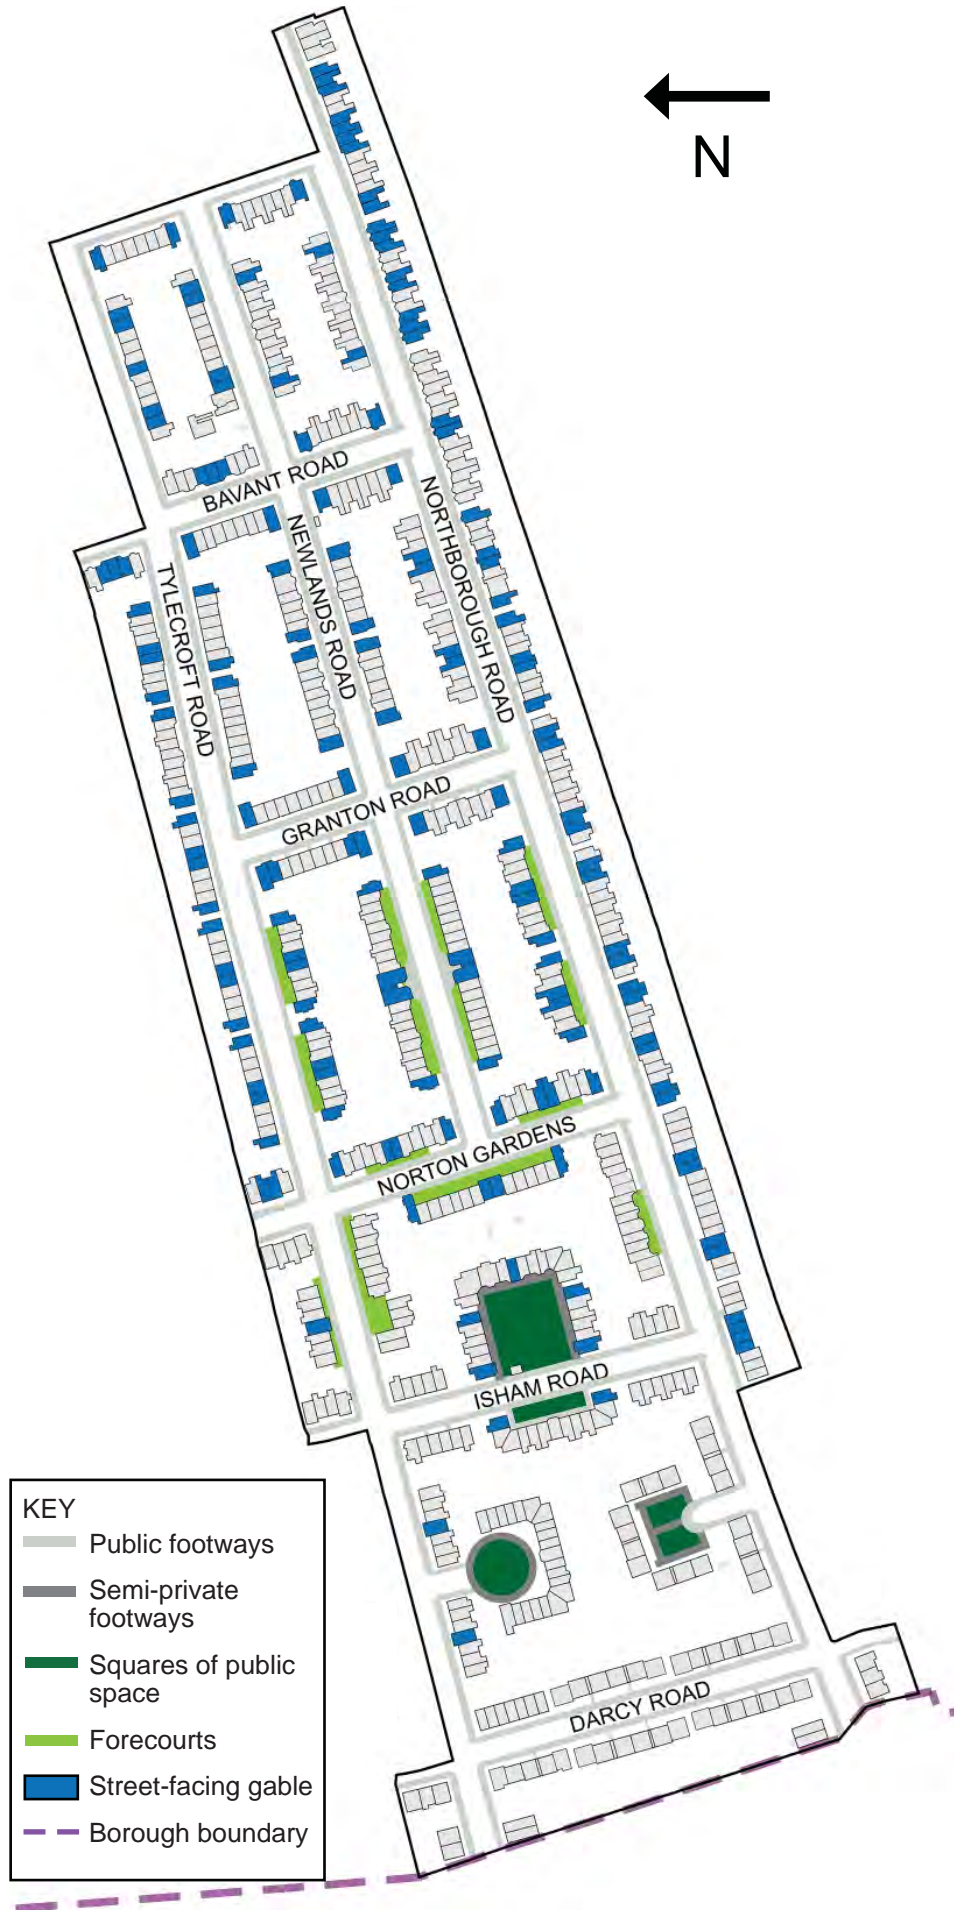 N
BAVANT ROAD
NEWLANDS ROAD
NORTHBOROUGH ROAD
TYLECROFT ROAD
GRANTON ROAD
NORTON GARDENS
ISHAM ROAD
DARCY ROAD
KEY
Public footways
Semi-private
footways
Squares of public
space
Forecourts
Street-facing gable
Borough boundary